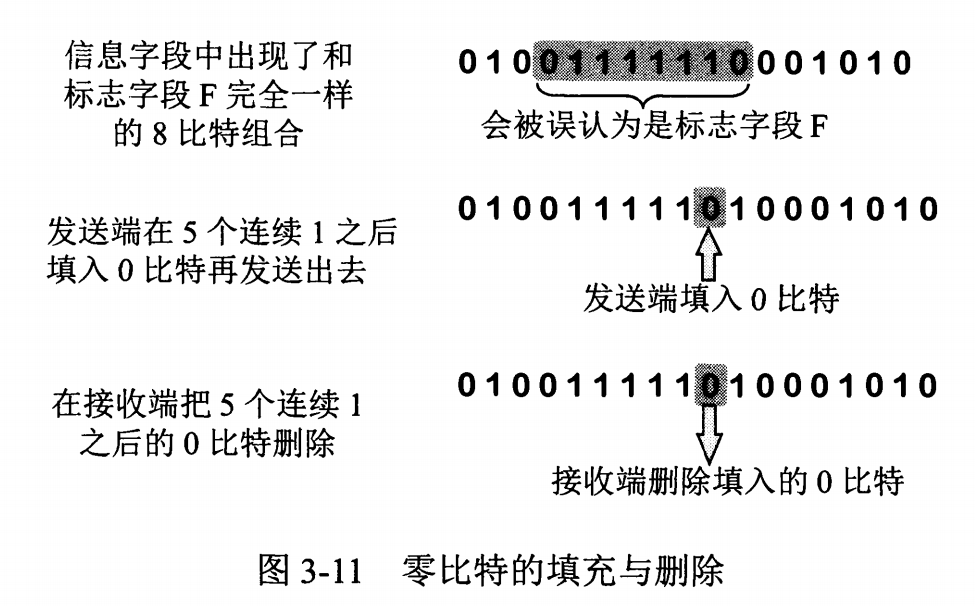 信息字段中出现了和
标志字段 F 完全一样
的 8 比特组合
01001111110001010
会被误认为是标志字段 F
发送端在 5 个连续 1 之后
填入 0 比特再发送出去
010011111010001010
发送端填入 0 比特
在接收端把 5 个连续 1
之后的 0 比特删除
010011111010001010
接收端删除填入的 0 比特
图 3-11 零比特的填充与删除